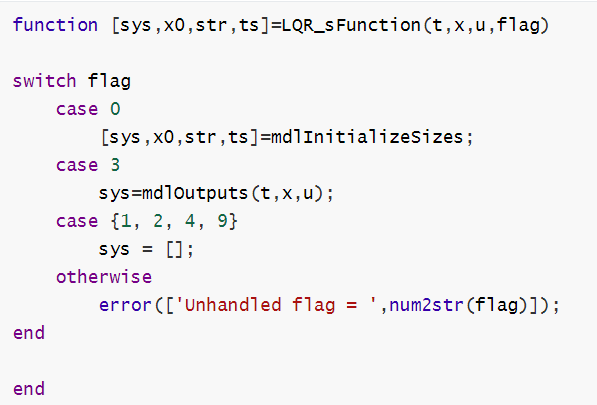 function [sys,x0,str,ts]=LQR_sFunction(t,x,u,flag)
switch flag
case 0
[sys,x0,str,ts]=mdlInitializeSizes;
case 3
sys=mdlOutputs(t,x,u);
case {1, 2, 4, 9}
sys = [];
otherwise
error(['Unhandled flag = ',num2str(flag)]);
end
end